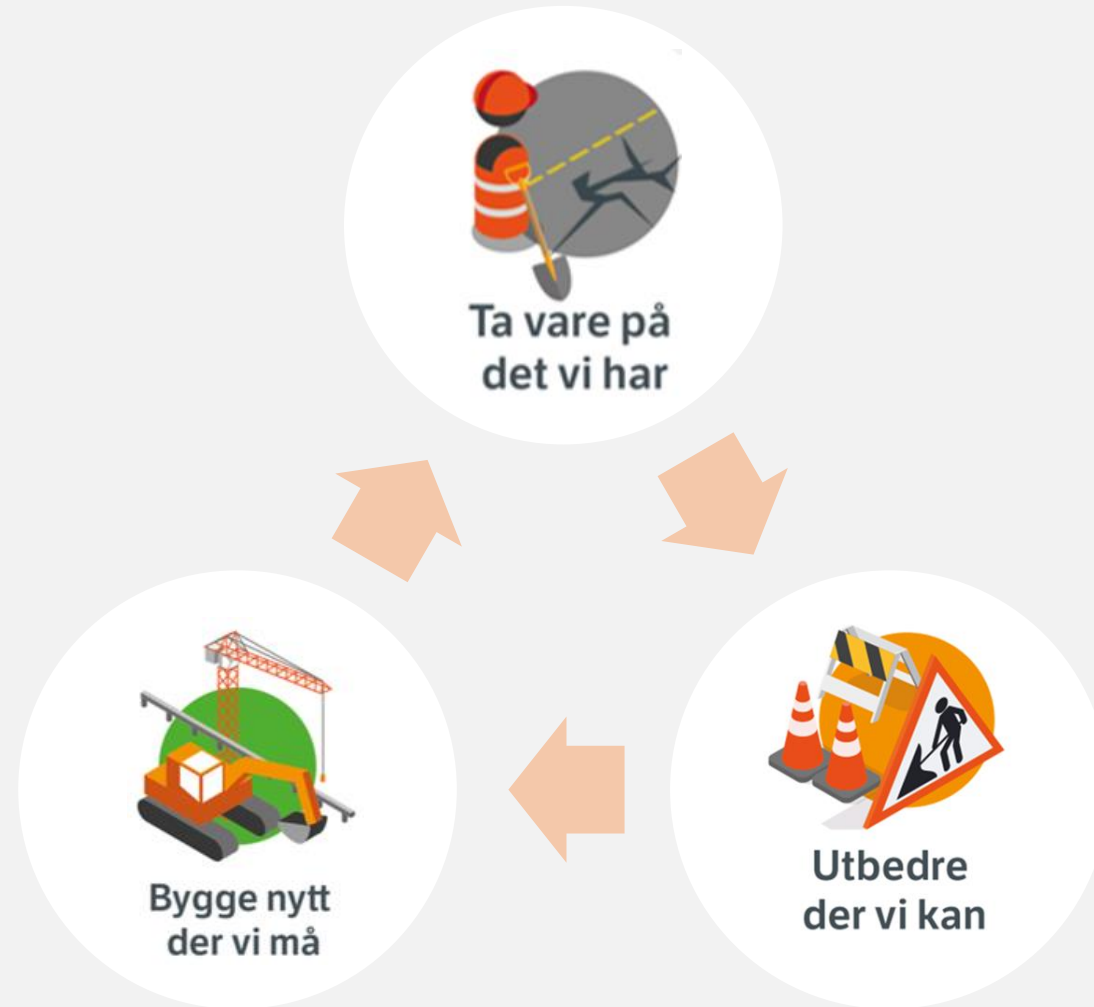 Ta vare på
det vi har
Utbedre
der vi kan
Bygge nytt
der vi må